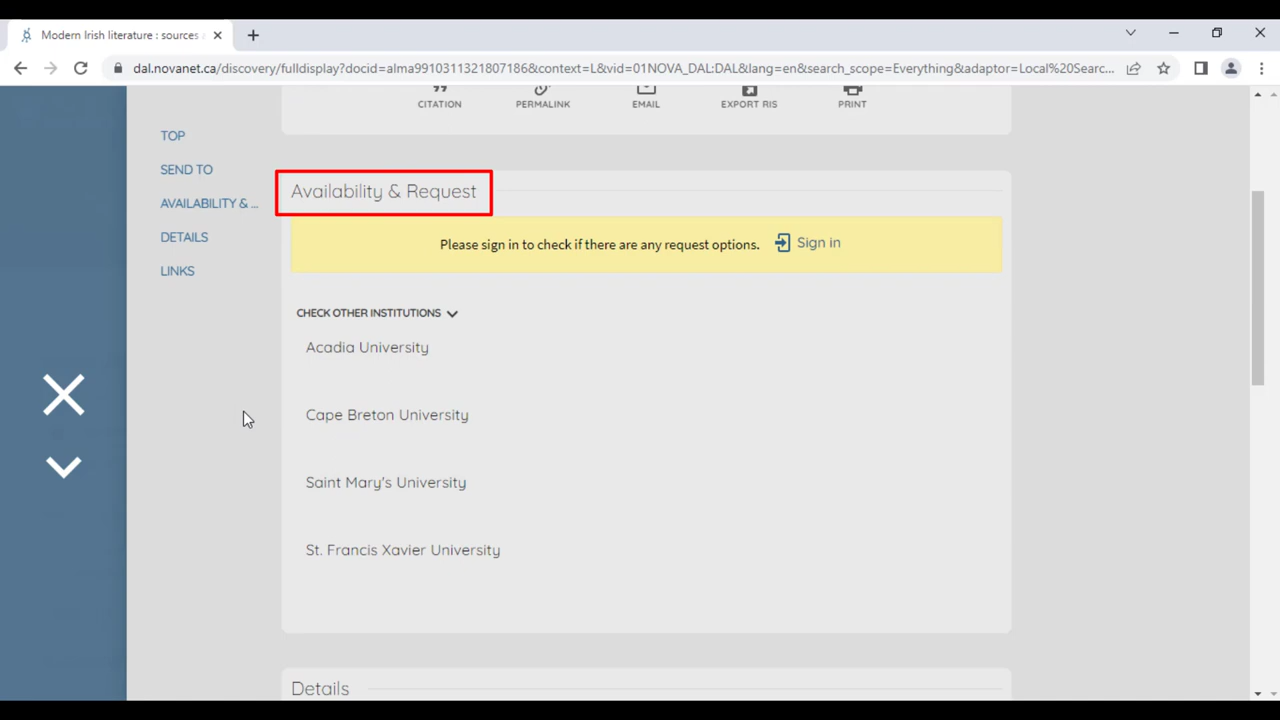 Modern Irish literature : sources a
dal.novanet.ca/discovery/fulldisplay?docid=alma9910311321807186&context=L&vid=01NOVA_DAL:DAL&lang=en&search_scope=Everything&adaptor=Local%20Searc...
CITATION PERMALINK EMAIL EXPORT RIS PRINT
TOP
SEND TO
AVAILABILITY & ...
DETAILS
LINKS
Availability & Request
Please sign in to check if there are any request options. Sign in
CHECK OTHER INSTITUTIONS
Acadia University
Cape Breton University
Saint Mary's University
St. Francis Xavier University
Details